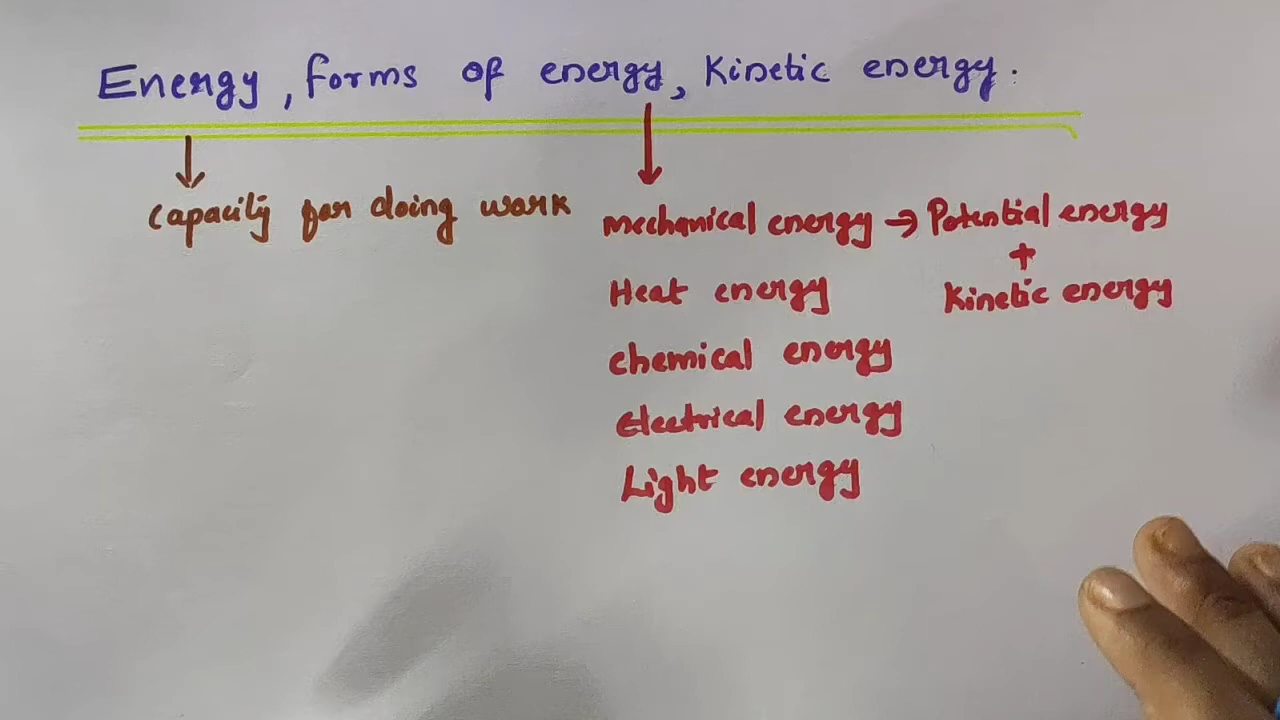 Energy, forms of energy, Kinetic energy.
Capacity for doing work
mechanical energy → Potential energy
+
Heat energy
Kinetic energy
chemical energy
Electrical energy
Light energy